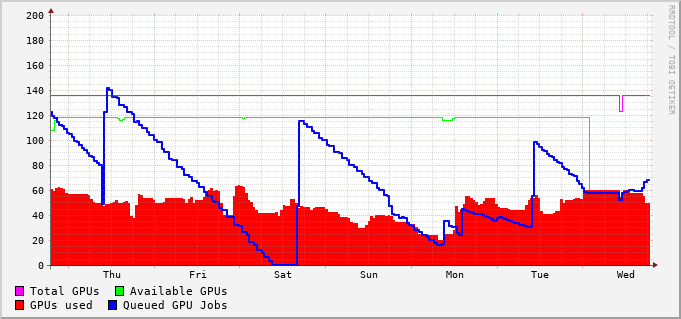 200
180
160
140
120
100
80
60
40
20
0
Thu Fri Sat Sun Mon Tue Wed
Total GPUs Available GPUs
GPUs used Queued GPU Jobs
RRDTOOL / TOBI OETIKER